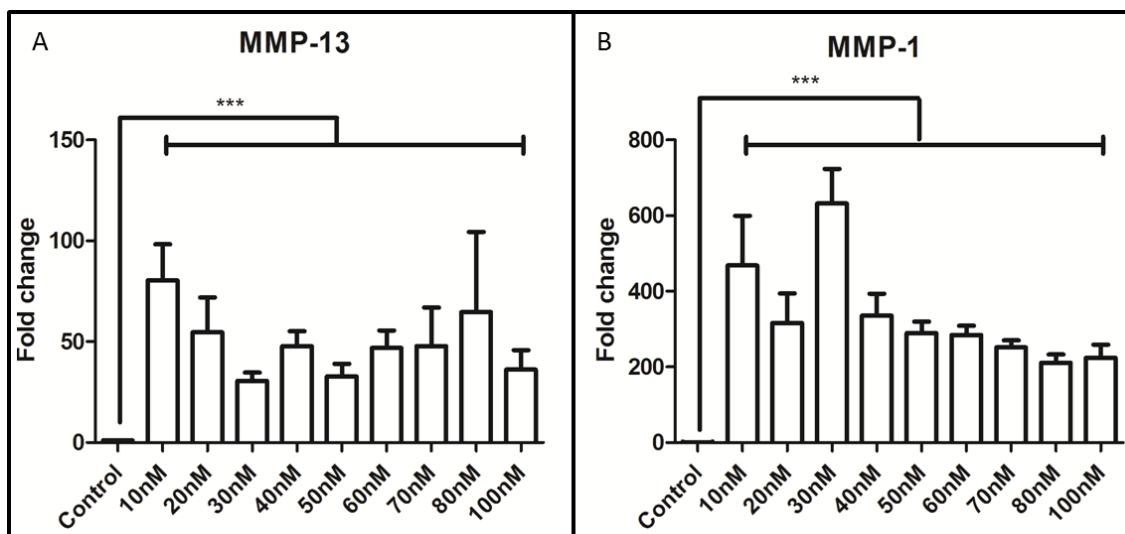 A
MMP-13
***
150
100
50
0
Fold change
Control
10nM
20nM
30nM
40nM
50nM
60nM
70nM
80nM
100nM
B
MMP-1
***
800
600
400
200
0
Fold change
Control
10nM
20nM
30nM
40nM
50nM
60nM
70nM
80nM
100nM